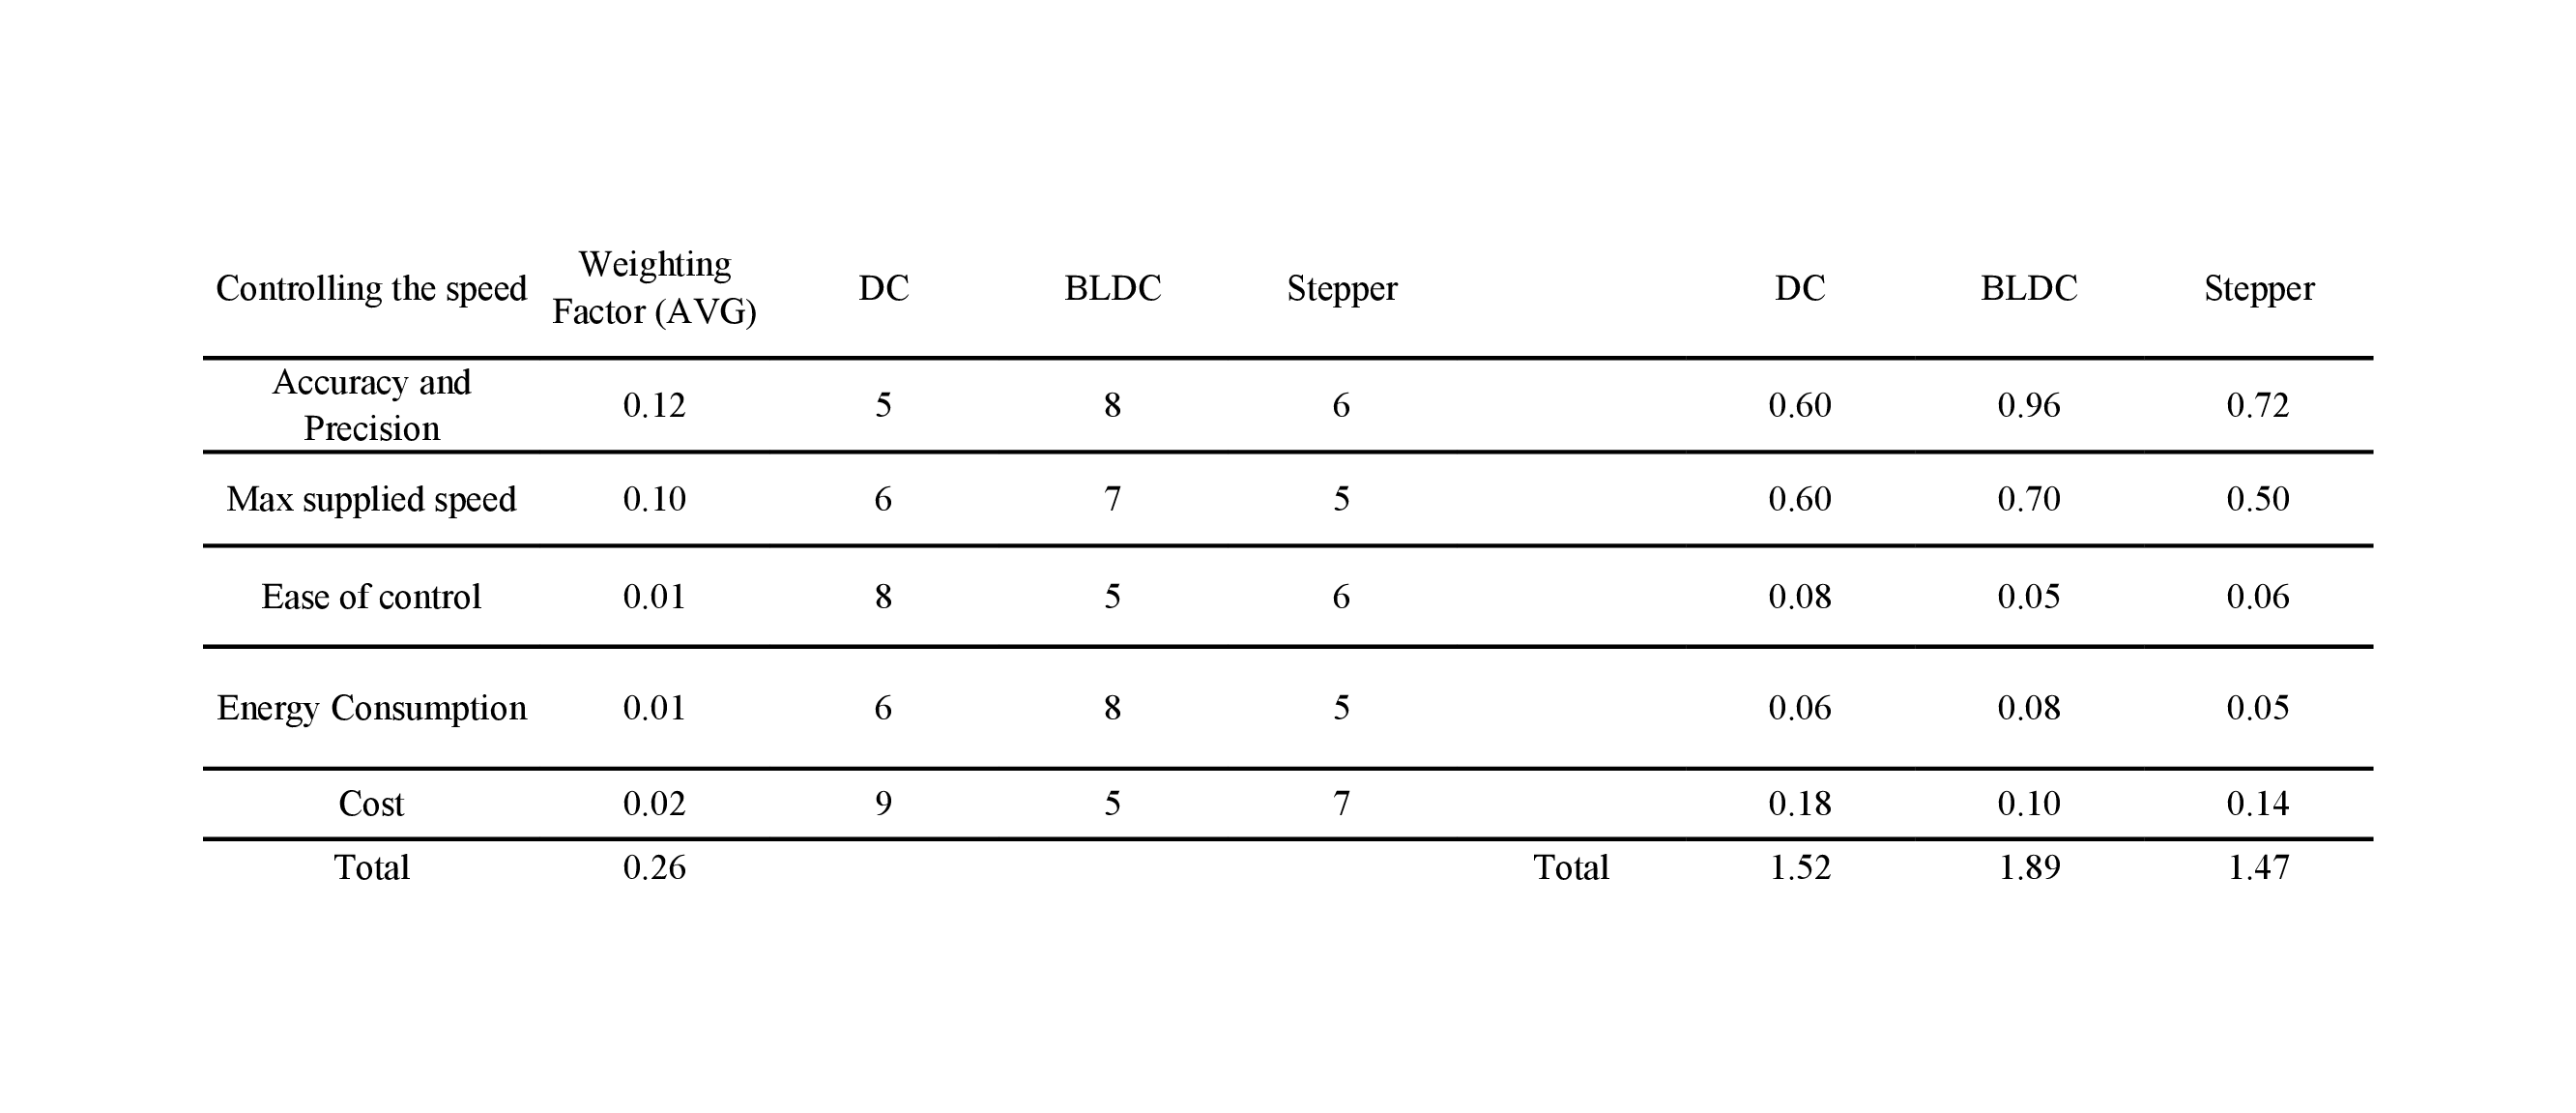 Controlling the speed Weighting Factor (AVG) DC BLDC Stepper DC BLDC Stepper
Accuracy and Precision 0.12 5 8 6 0.60 0.96 0.72
Max supplied speed 0.10 6 7 5 0.60 0.70 0.50
Ease of control 0.01 8 5 6 0.08 0.05 0.06
Energy Consumption 0.01 6 8 5 0.06 0.08 0.05
Cost 0.02 9 5 7 0.18 0.10 0.14
Total 0.26 Total 1.52 1.89 1.47